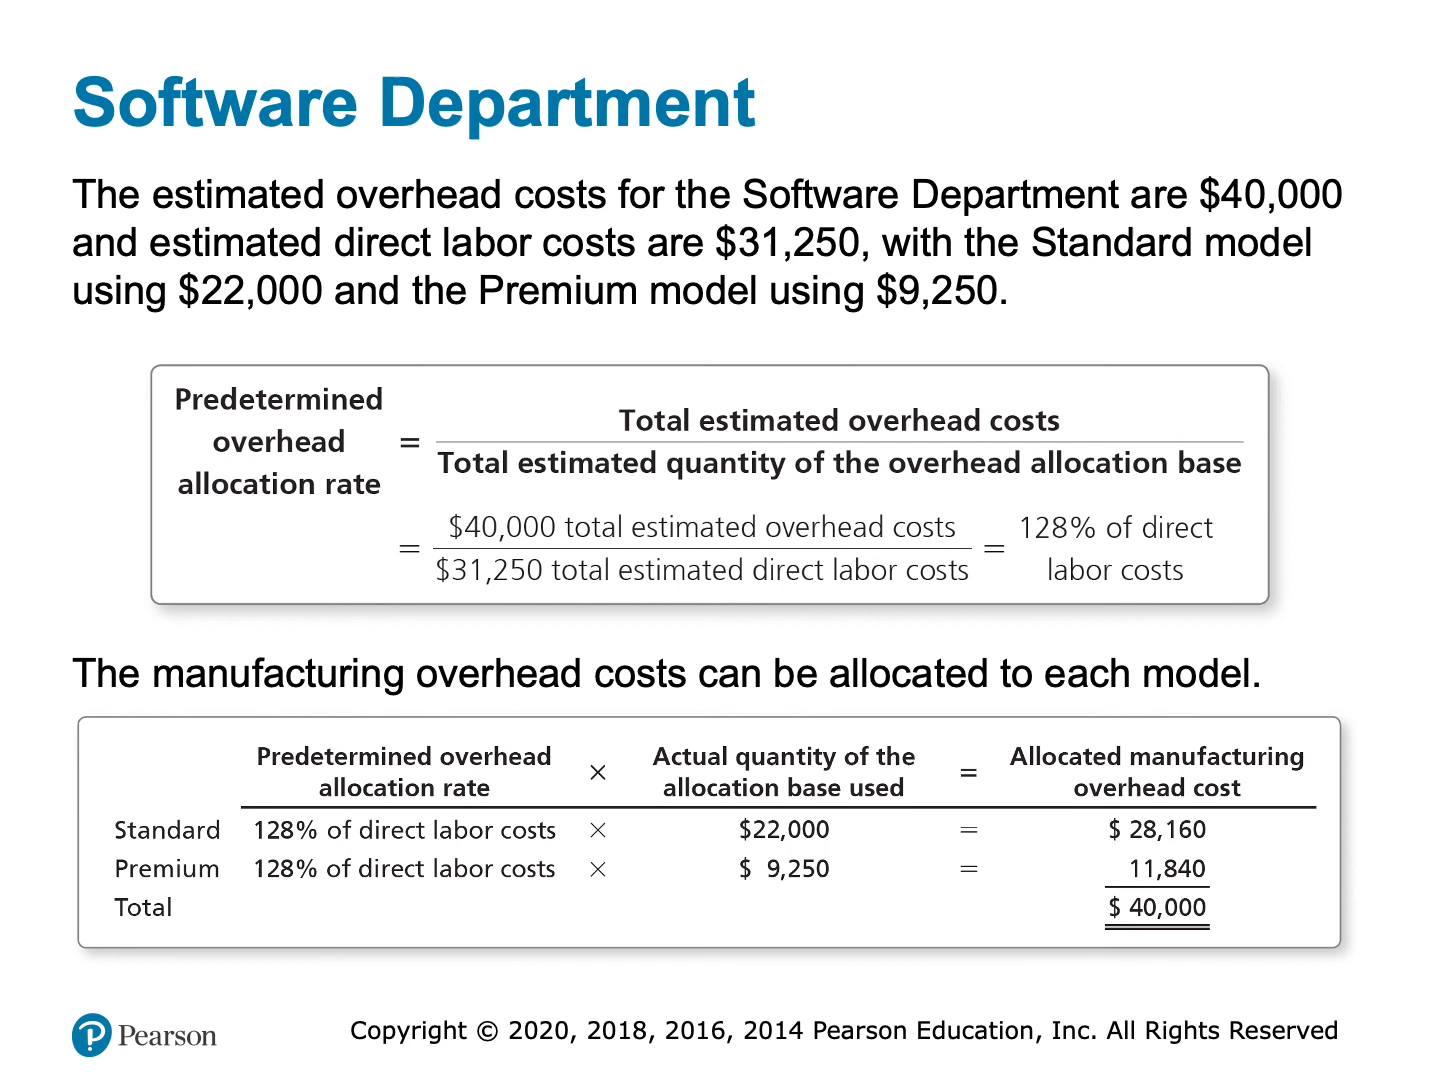 Software Department
The estimated overhead costs for the Software Department are $40,000
and estimated direct labor costs are $31,250, with the Standard model
using $22,000 and the Premium model using $9,250.
Predetermined
overhead
allocation rate
=
Total estimated overhead costs
Total estimated quantity of the overhead allocation base
= $40,000 total estimated overhead costs = 128% of direct
$31,250 total estimated direct labor costs labor costs
The manufacturing overhead costs can be allocated to each model.
Predetermined overhead × Actual quantity of the = Allocated manufacturing
allocation rate allocation base used overhead cost
Standard 128% of direct labor costs × $22,000 = $ 28,160
Premium 128% of direct labor costs × $ 9,250 = 11,840
Total $ 40,000
P Pearson Copyright © 2020, 2018, 2016, 2014 Pearson Education, Inc. All Rights Reserved